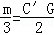 m/3 = C′ G/2